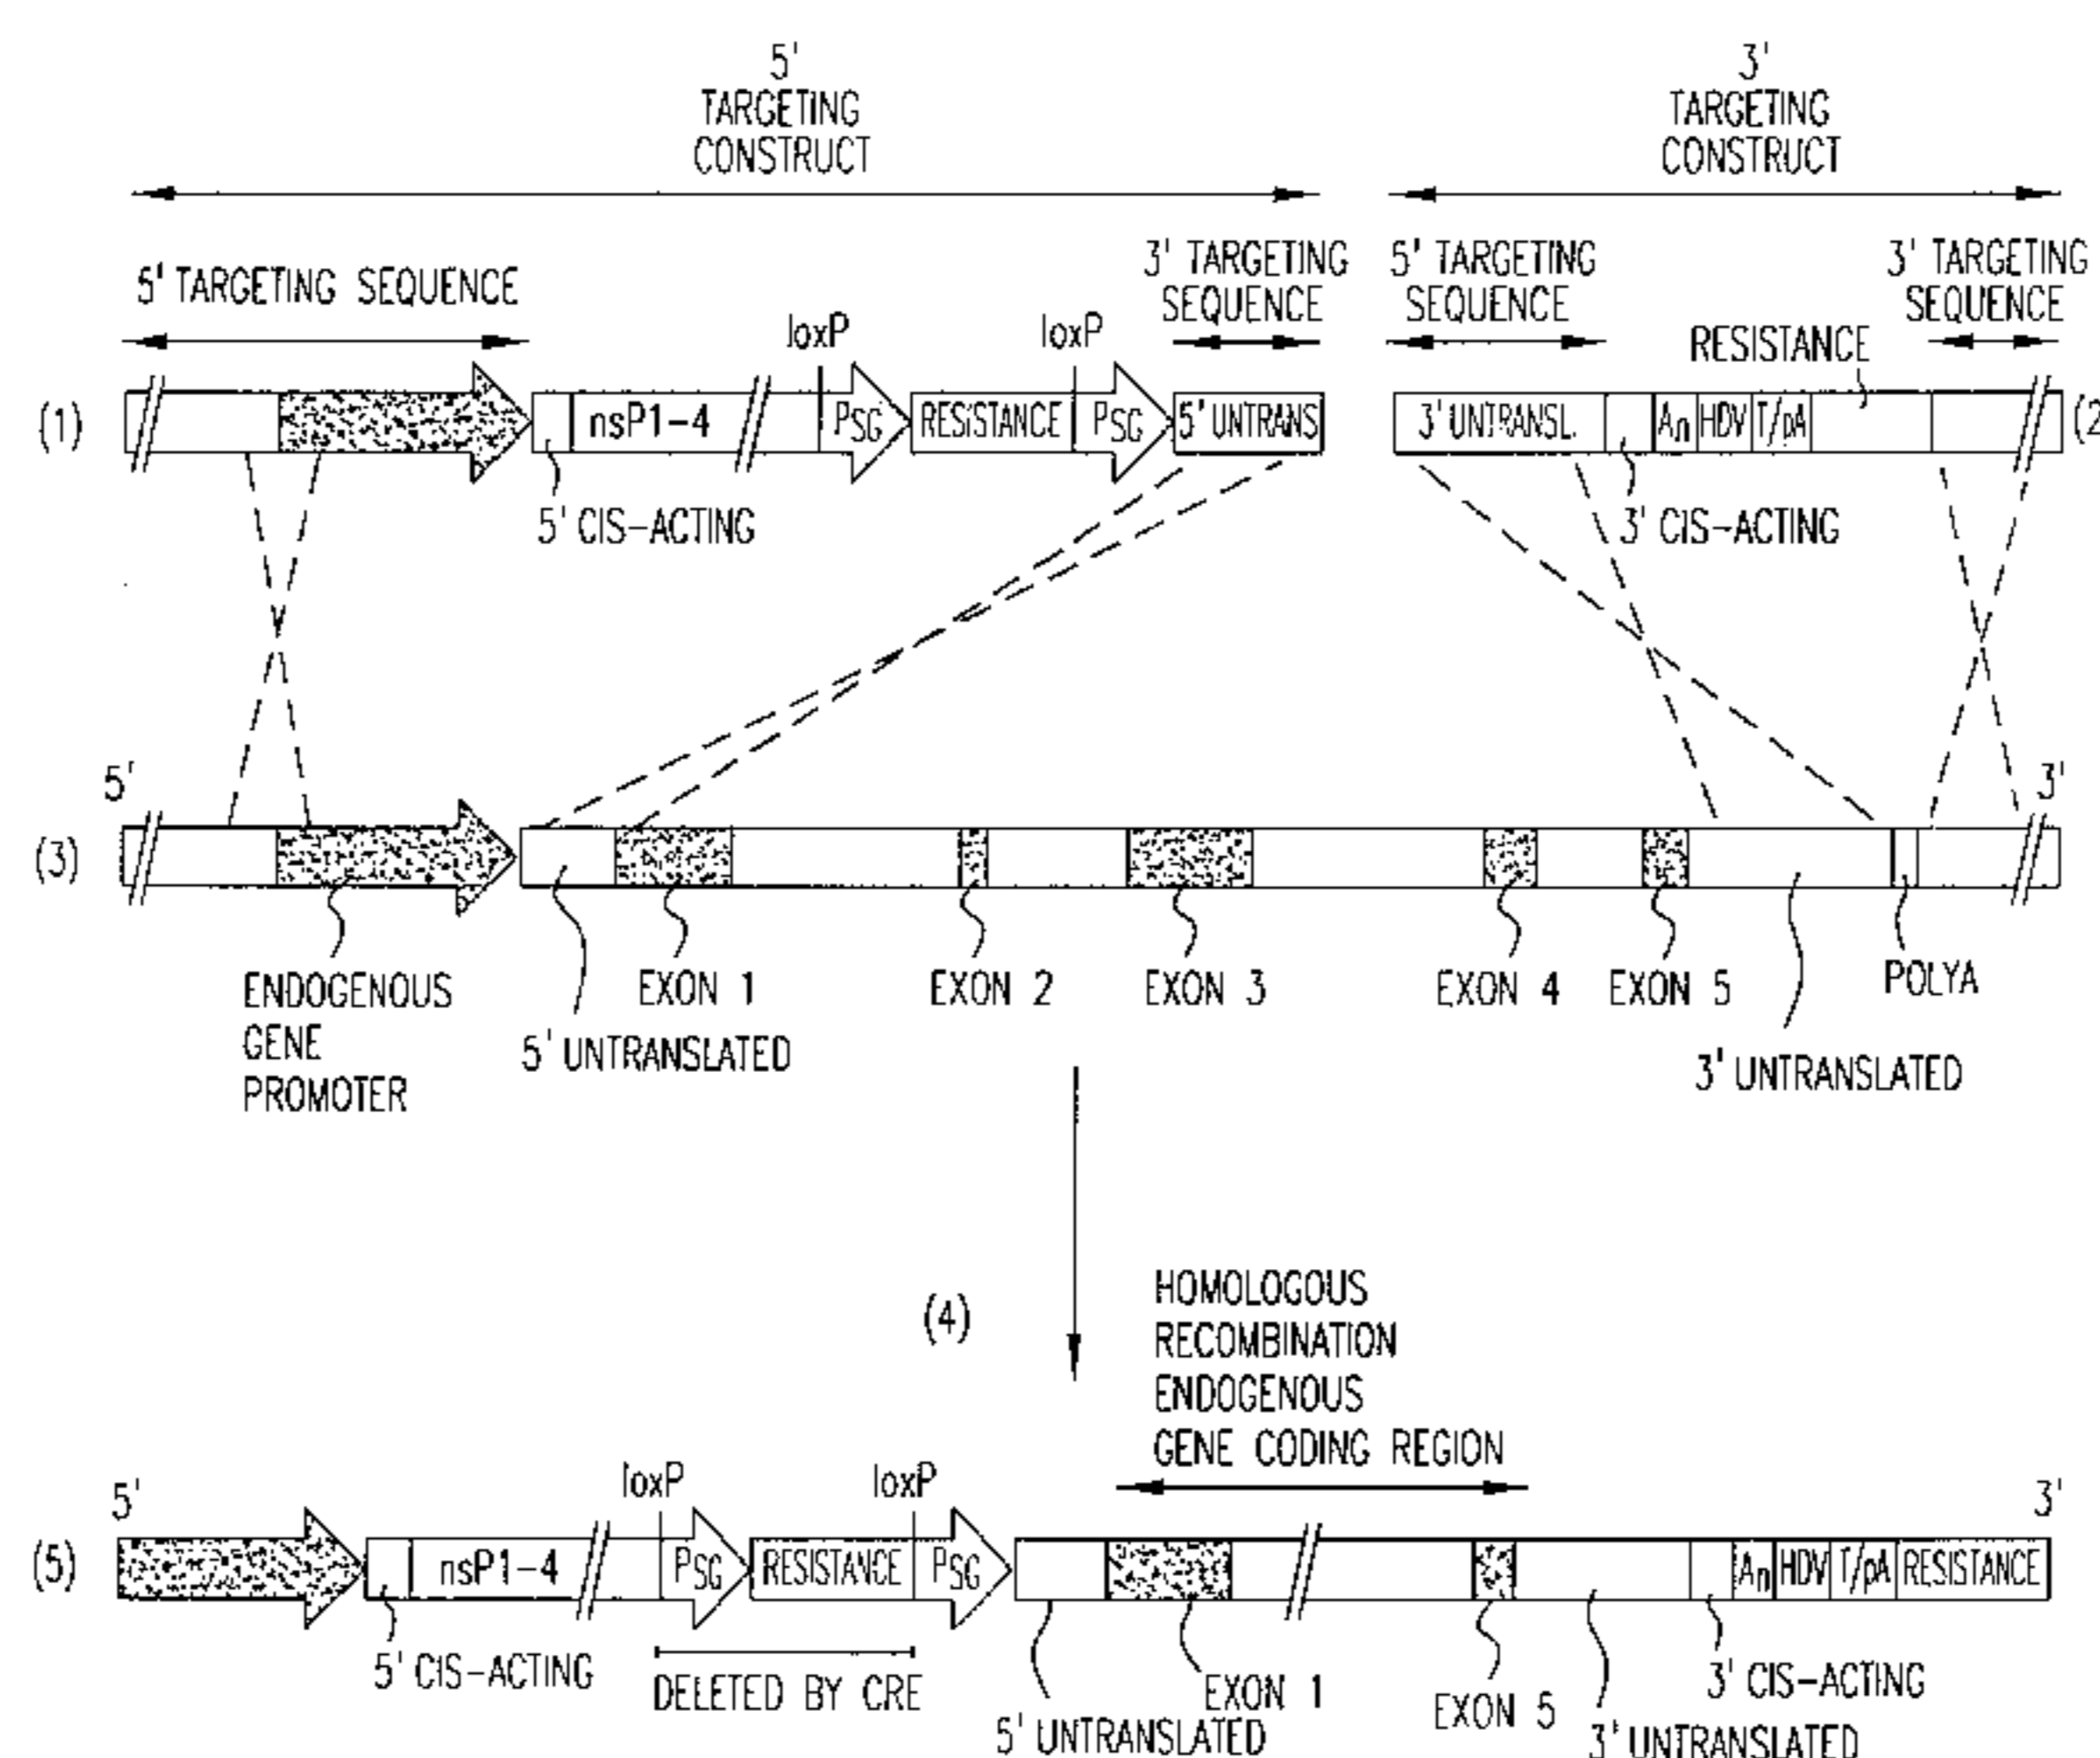 5'
TARGETING
CONSTRUCT
3'
TARGETING
CONSTRUCT
5' TARGETING SEQUENCE
3' TARGETING
SEQUENCE
5' TARGETING
SEQUENCE
3' TARGETING
SEQUENCE
loxP
loxP
RESISTANCE
(1)
nsP1-4
PSG
RESISTANCE
PSG
5' UNTRANS
3' UNTRANSL.
An
HDV
T/pA
(2
5' CIS-ACTING
3' CIS-ACTING
5'
3'
(3)
ENDOGENOUS
GENE
PROMOTER
5' UNTRANSLATED
EXON 1
EXON 2
EXON 3
EXON 4
EXON 5
3' UNTRANSLATED
POLYA
(4)
HOMOLOGOUS
RECOMBINATION
ENDOGENOUS
GENE CODING REGION
5'
loxP
loxP
3'
(5)
nsP1-4
PSG
RESISTANCE
PSG
An
HDV
T/pA
RESISTANCE
5' CIS-ACTING
DELETED BY CRE
5' UNTRANSLATED
EXON 1
EXON 5
3' CIS-ACTING
3' UNTRANSLATED